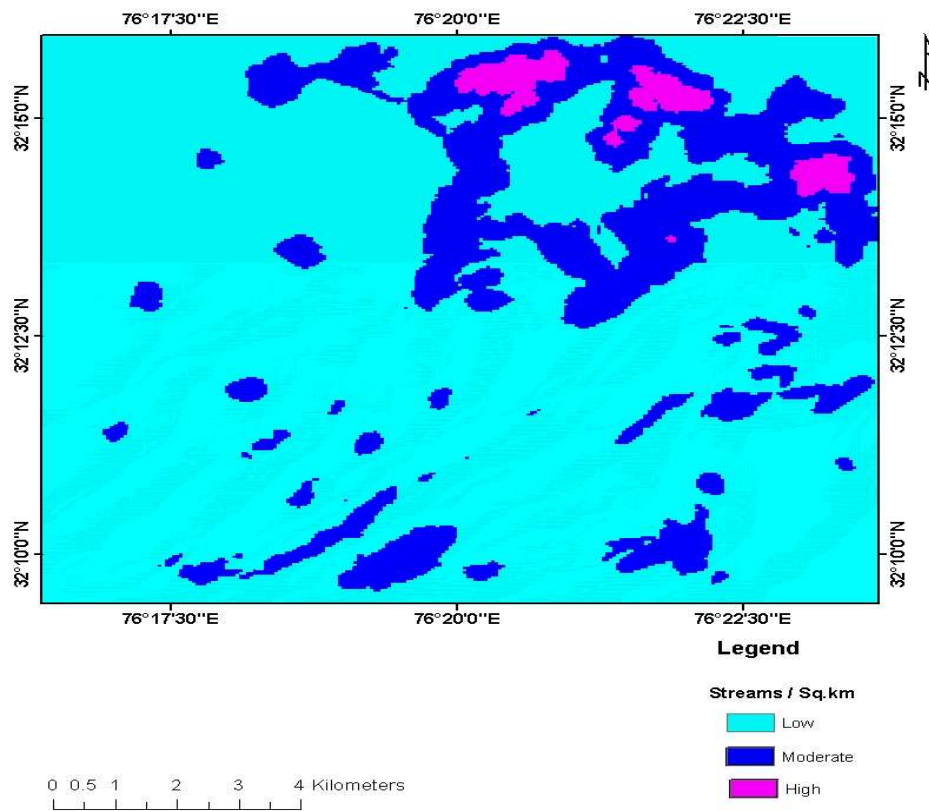 76°17'30"E 76°20'0"E 76°22'30"E
32°15'0"N 32°15'0"N
32°12'30"N 32°12'30"N
32°10'0"N 32°10'0"N
76°17'30"E 76°20'0"E 76°22'30"E
Legend
Streams / Sq.km
Low
Moderate
High
0 0.5 1 2 3 4 Kilometers